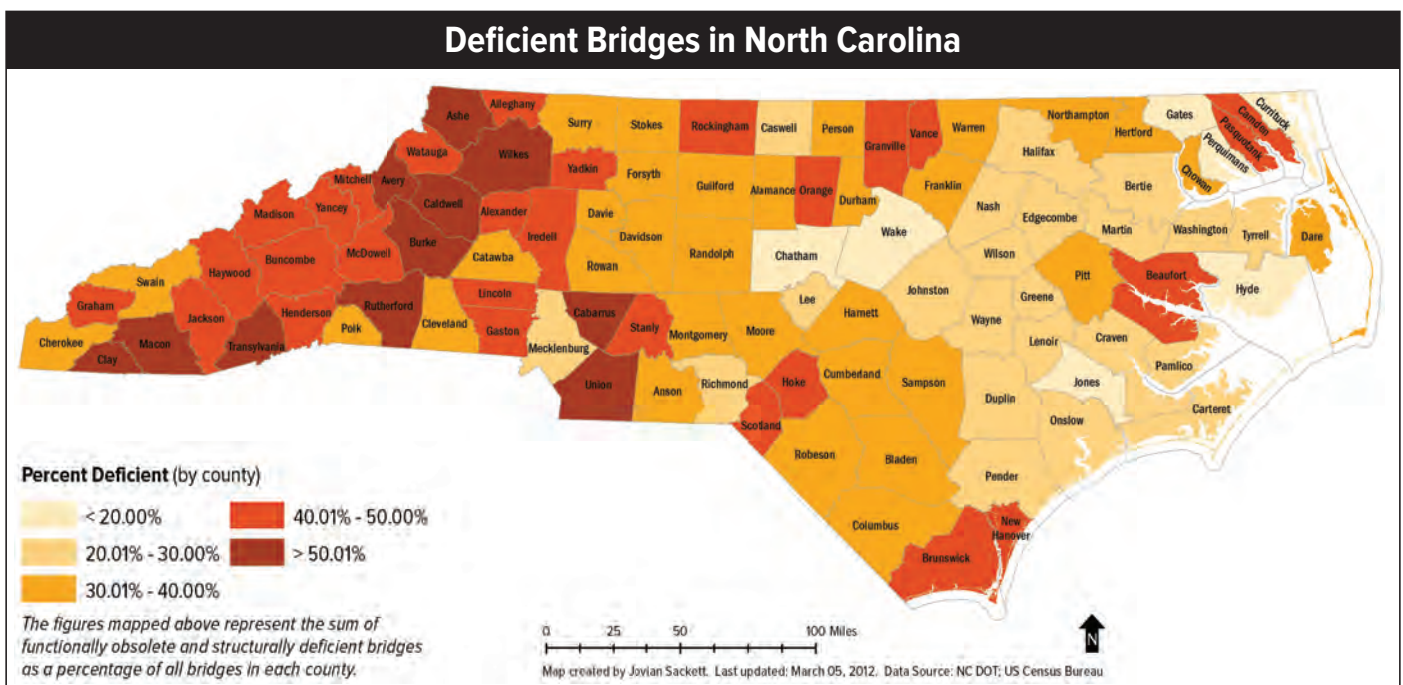 Deficient Bridges in North Carolina
Ashe
Alleghany
Surry
Stokes
Rockingham
Caswell
Person
Granville
Vance
Warren
Northampton
Hertford
Gates
Currituck
Camden
Pasquotank
Perquimans
Chowan
Watauga
Wilkes
Yadkin
Forsyth
Guilford
Alamance
Orange
Durham
Franklin
Halifax
Bertie
Mitchell
Avery
Caldwell
Alexander
Iredell
Davie
Davidson
Randolph
Chatham
Wake
Nash
Edgecombe
Martin
Washington
Tyrrell
Dare
Madison
Yancey
McDowell
Burke
Catawba
Rowan
Wilson
Pitt
Beaufort
Hyde
Swain
Haywood
Buncombe
Rutherford
Lincoln
Lee
Johnston
Greene
Graham
Jackson
Henderson
Polk
Cleveland
Gaston
Cabarrus
Stanly
Montgomery
Moore
Harnett
Wayne
Lenoir
Craven
Pamlico
Cherokee
Clay
Macon
Transylvania
Mecklenburg
Union
Anson
Richmond
Hoke
Cumberland
Sampson
Duplin
Jones
Onslow
Carteret
Scotland
Robeson
Bladen
Pender
Columbus
Brunswick
New
Hanover
Percent Deficient (by county)
< 20.00%
20.01% - 30.00%
30.01% - 40.00%
40.01% - 50.00%
> 50.01%
The figures mapped above represent the sum of
functionally obsolete and structurally deficient bridges
as a percentage of all bridges in each county.
0 25 50 100 Miles
N
Map created by Jovian Sackett. Last updated: March 05, 2012. Data Source: NC DOT; US Census Bureau